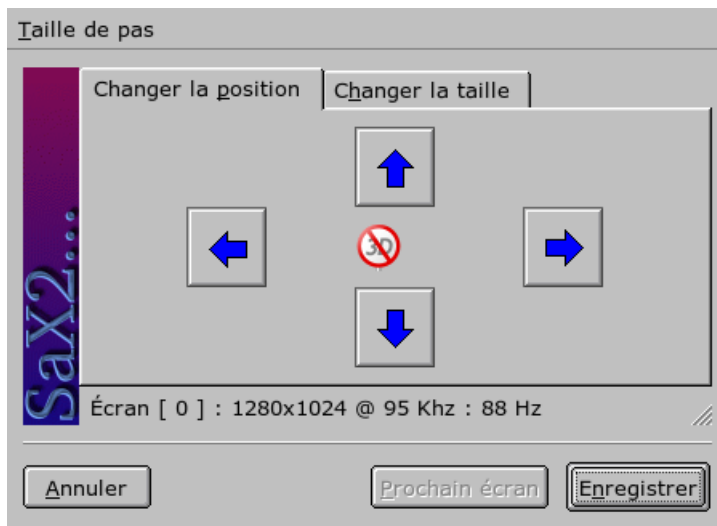 Taille de pas
Changer la position
Changer la taille
3D
SaX2...
Écran [ 0 ] : 1280x1024 @ 95 Khz : 88 Hz
Annuler
Prochain écran
Enregistrer